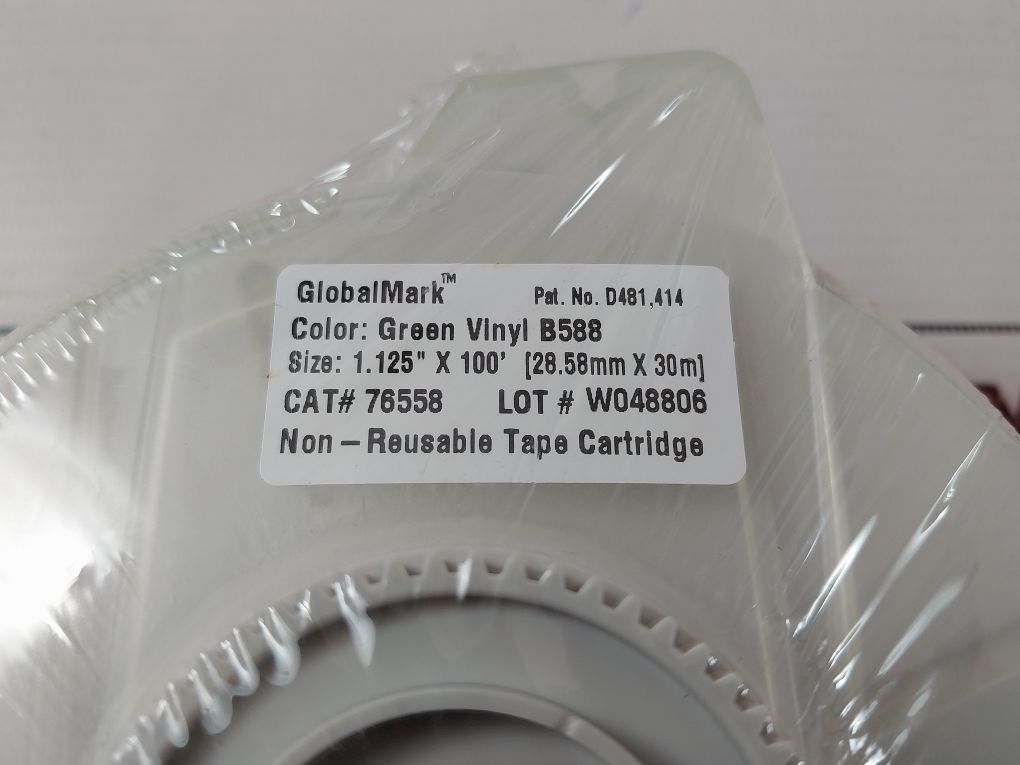 GlobalMark™ Pat. No. D481,414
Color: Green Vinyl B588
Size: 1.125" X 100' [28.58mm X 30m]
CAT# 76558 LOT # W048806
Non – Reusable Tape Cartridge